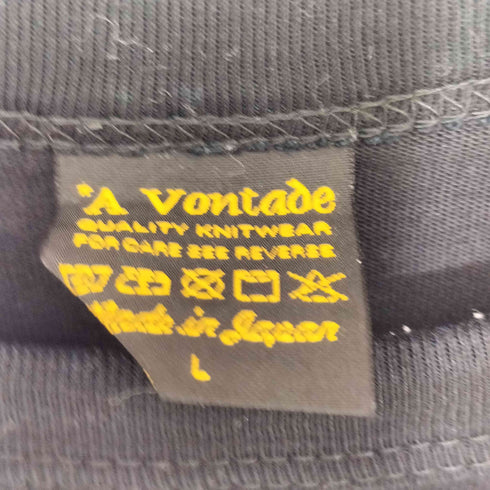 *A Vontade
QUALITY KNITWEAR
FOR CARE SEE REVERSE
Made in Japan
L